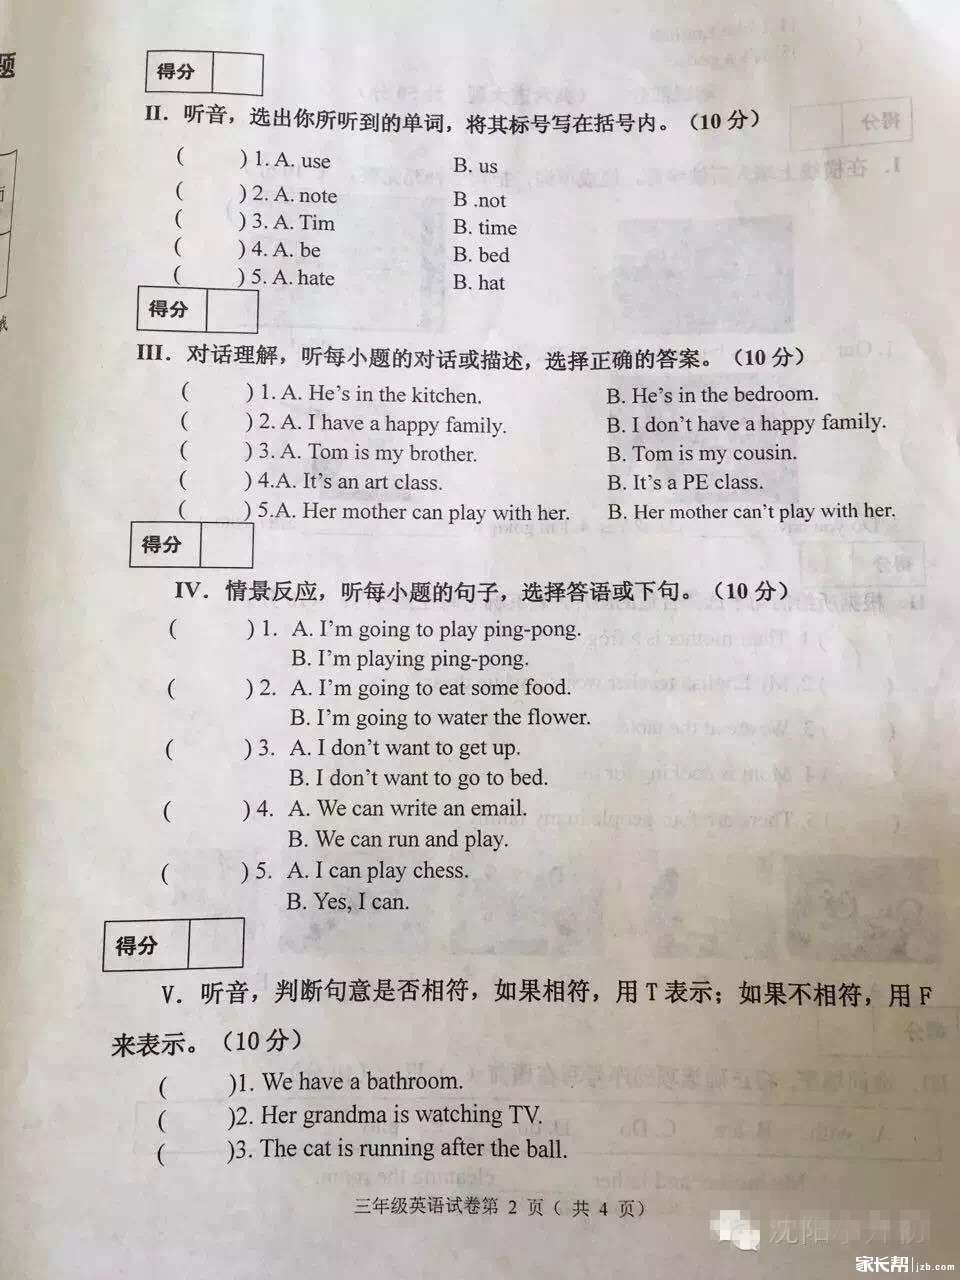 题
得分
II. 听音，选出你所听到的单词，将其标号写在括号内。（10 分）
( ) 1. A. use B. us
( ) 2. A. note B .not
( ) 3. A. Tim B. time
( ) 4. A. be B. bed
( ) 5. A. hate B. hat
得分
III. 对话理解，听每小题的对话或描述，选择正确的答案。（10 分）
( ) 1. A. He's in the kitchen. B. He's in the bedroom.
( ) 2. A. I have a happy family. B. I don't have a happy family.
( ) 3. A. Tom is my brother. B. Tom is my cousin.
( ) 4.A. It's an art class. B. It's a PE class.
( ) 5.A. Her mother can play with her. B. Her mother can't play with her.
得分
IV. 情景反应，听每小题的句子，选择答语或下句。（10 分）
( ) 1. A. I'm going to play ping-pong.
B. I'm playing ping-pong.
( ) 2. A. I'm going to eat some food.
B. I'm going to water the flower.
( ) 3. A. I don't want to get up.
B. I don't want to go to bed.
( ) 4. A. We can write an email.
B. We can run and play.
( ) 5. A. I can play chess.
B. Yes, I can.
得分
V. 听音，判断句意是否相符，如果相符，用 T 表示；如果不相符，用 F
来表示。（10 分）
( )1. We have a bathroom.
( )2. Her grandma is watching TV.
( )3. The cat is running after the ball.
三年级英语试卷第 2 页（ 共 4 页）
沈阳小升初
家长帮 jzb.com